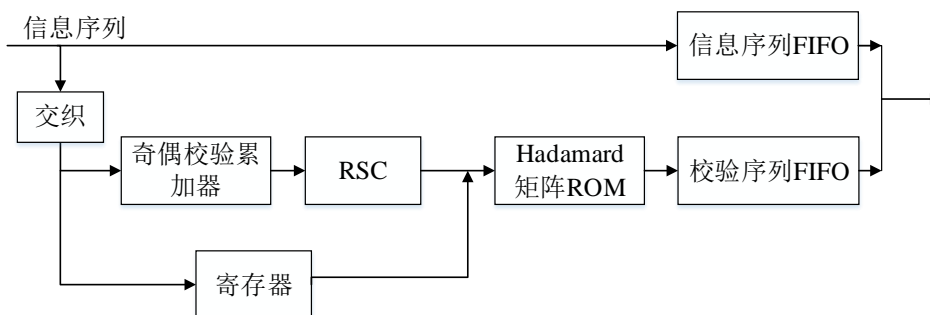 信息序列
信息序列FIFO
交织
奇偶校验累
加器
RSC
Hadamard
矩阵ROM
校验序列FIFO
寄存器